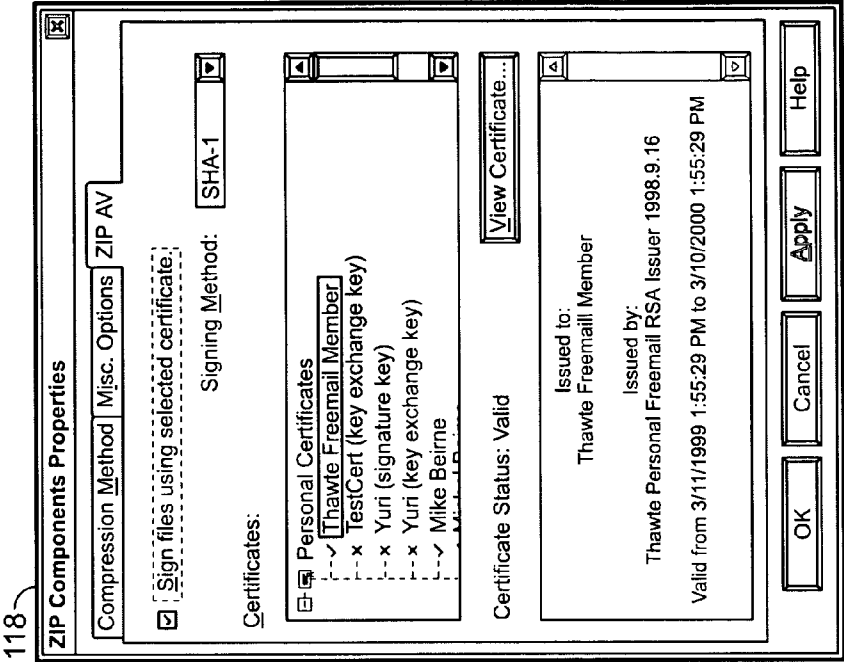 118
ZIP Components Properties
Compression Method Misc. Options ZIP AV
Sign files using selected certificate.
Signing Method: SHA-1
Certificates:
Personal Certificates
Thawte Freemail Member
TestCert (key exchange key)
Yuri (signature key)
Yuri (key exchange key)
Mike Beirne
Certificate Status: Valid View Certificate...
Issued to:
Thawte Freemaill Member
Issued by:
Thawte Personal Freemail RSA Issuer 1998.9.16
Valid from 3/11/1999 1:55:29 PM to 3/10/2000 1:55:29 PM
OK Cancel Apply Help